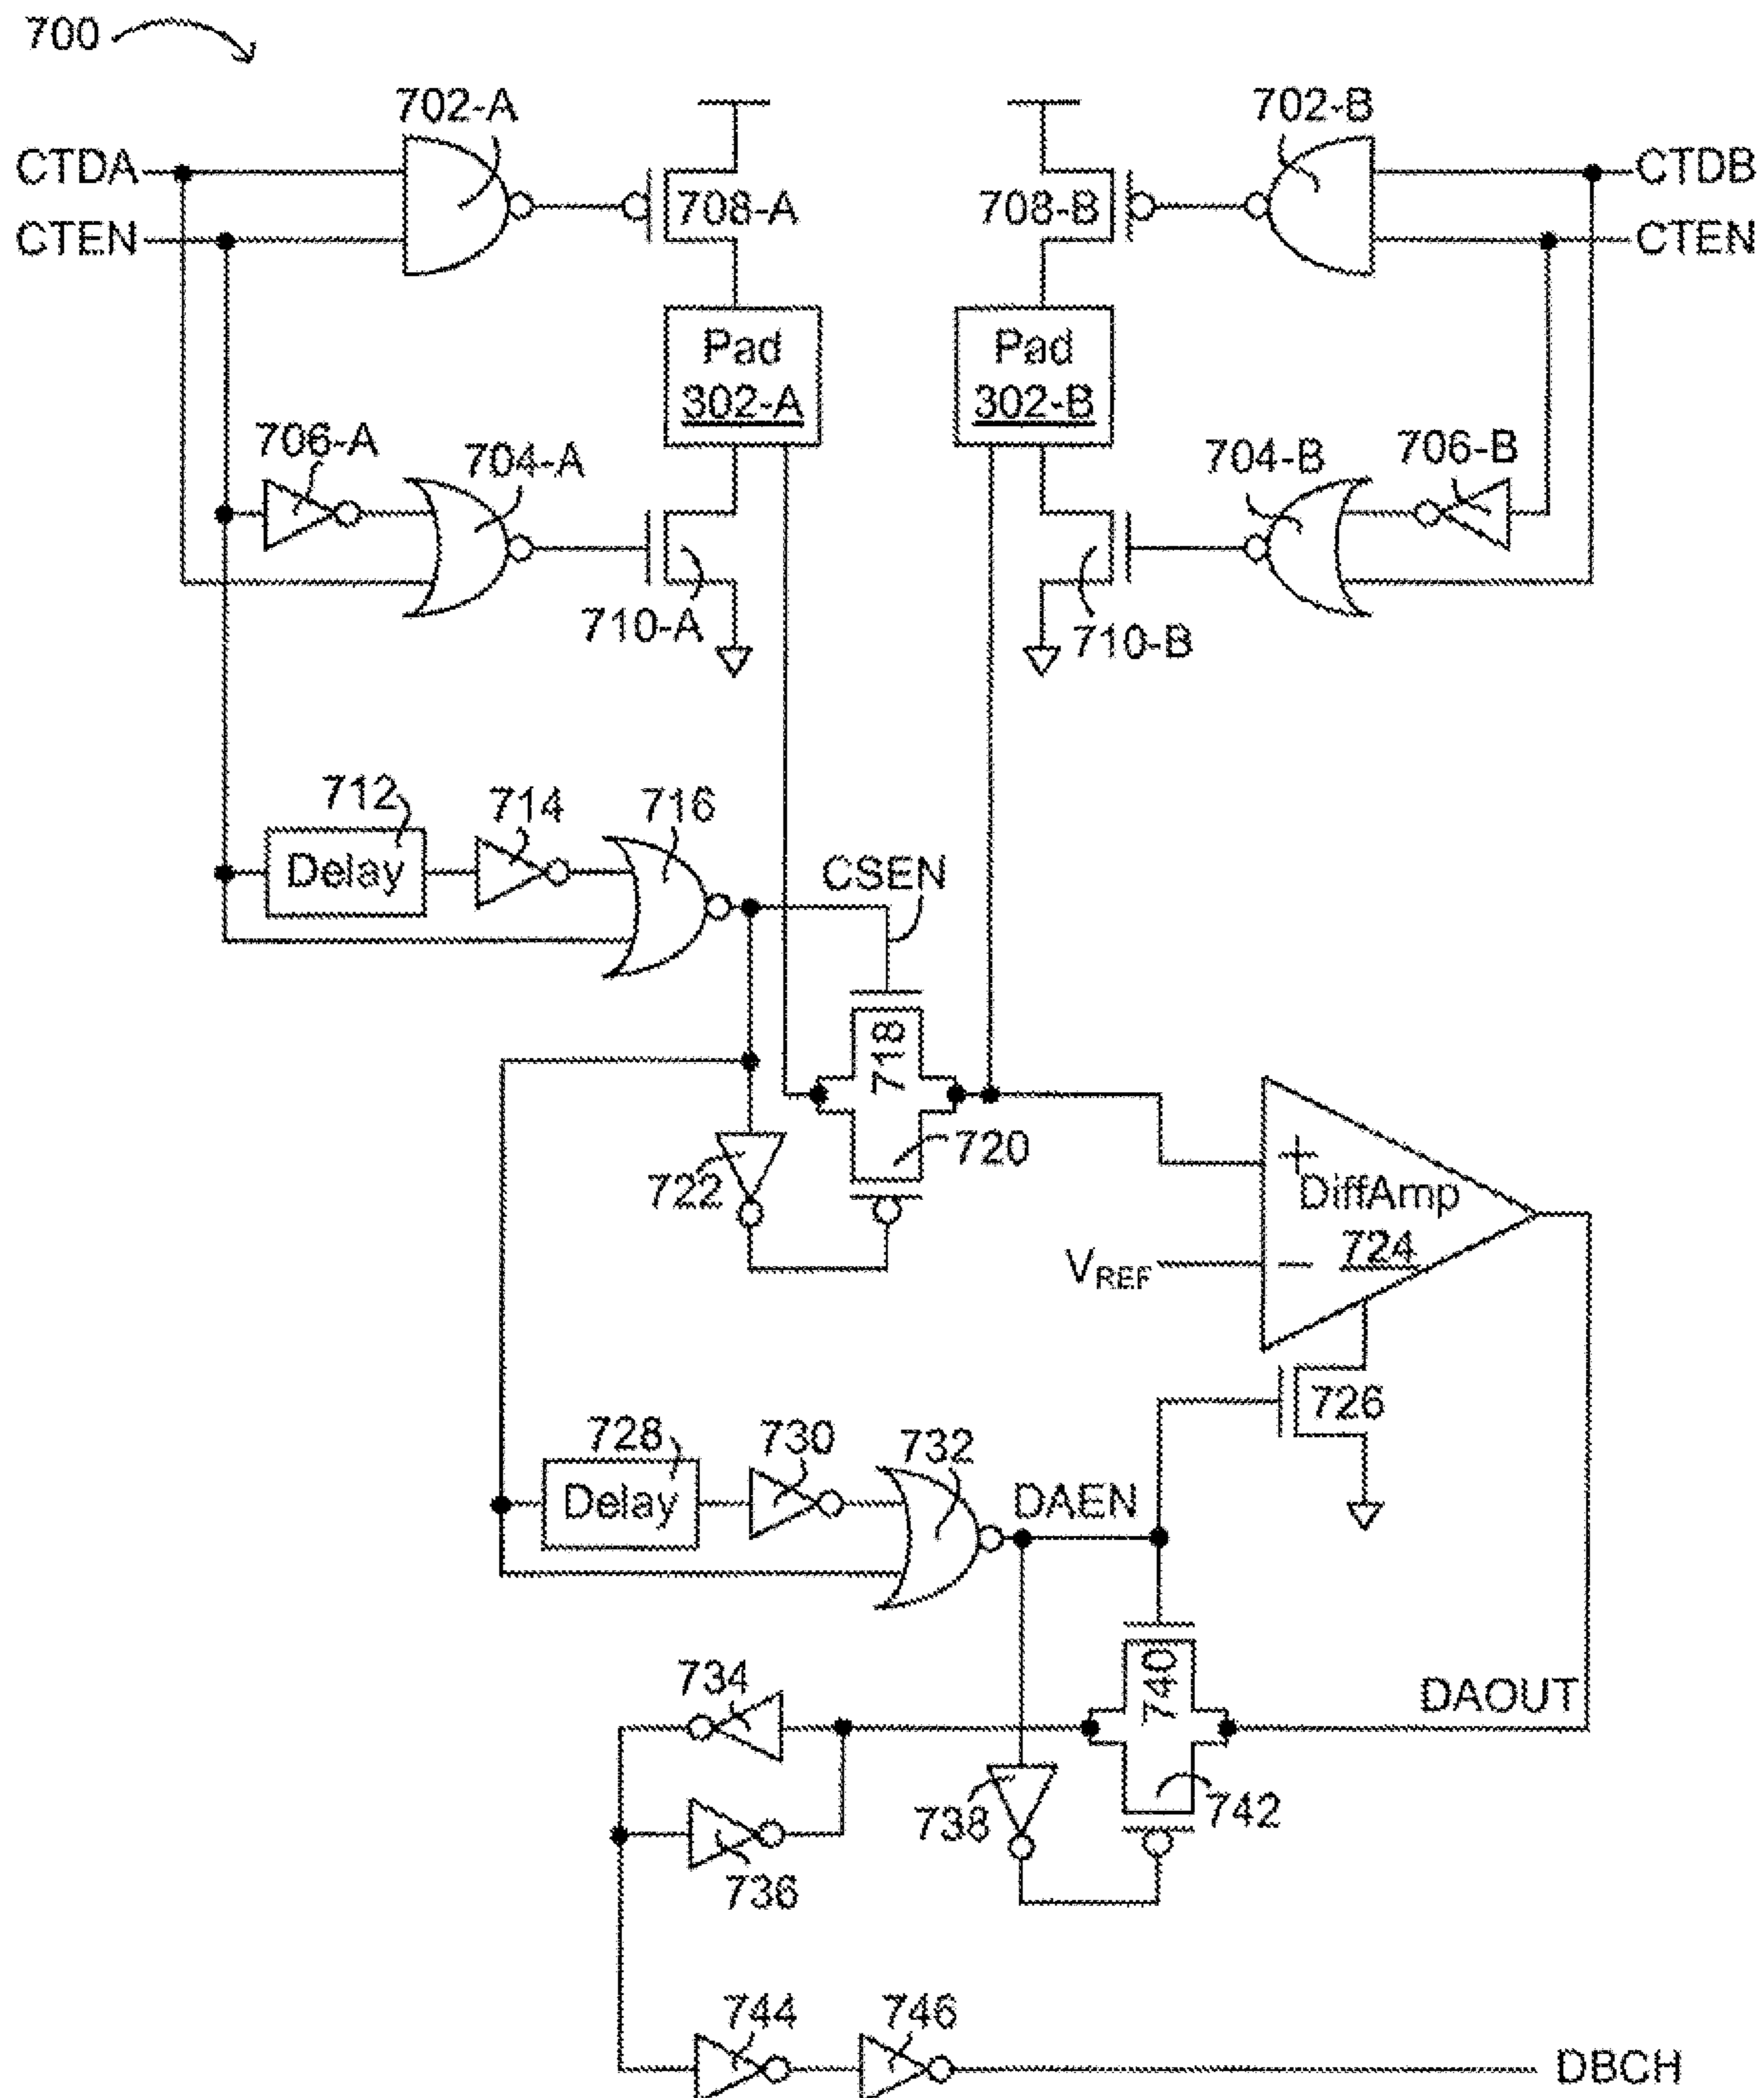 700
702-A
702-B
CTDA
708-A
708-B
CTDB
CTEN
CTEN
Pad
302-A
Pad
302-B
706-A
704-A
704-B
706-B
710-A
710-B
712
714
716
Delay
CSEN
718
720
722
+
DiffAmp
724
VREF
−
726
728
730
732
Delay
DAEN
740
734
DAOUT
738
742
736
744
746
DBCH